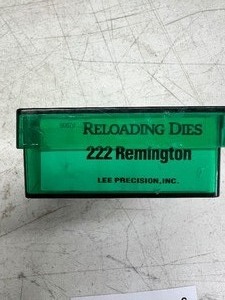 RELOADING DIES
222 Remington
LEE PRECISION, INC.